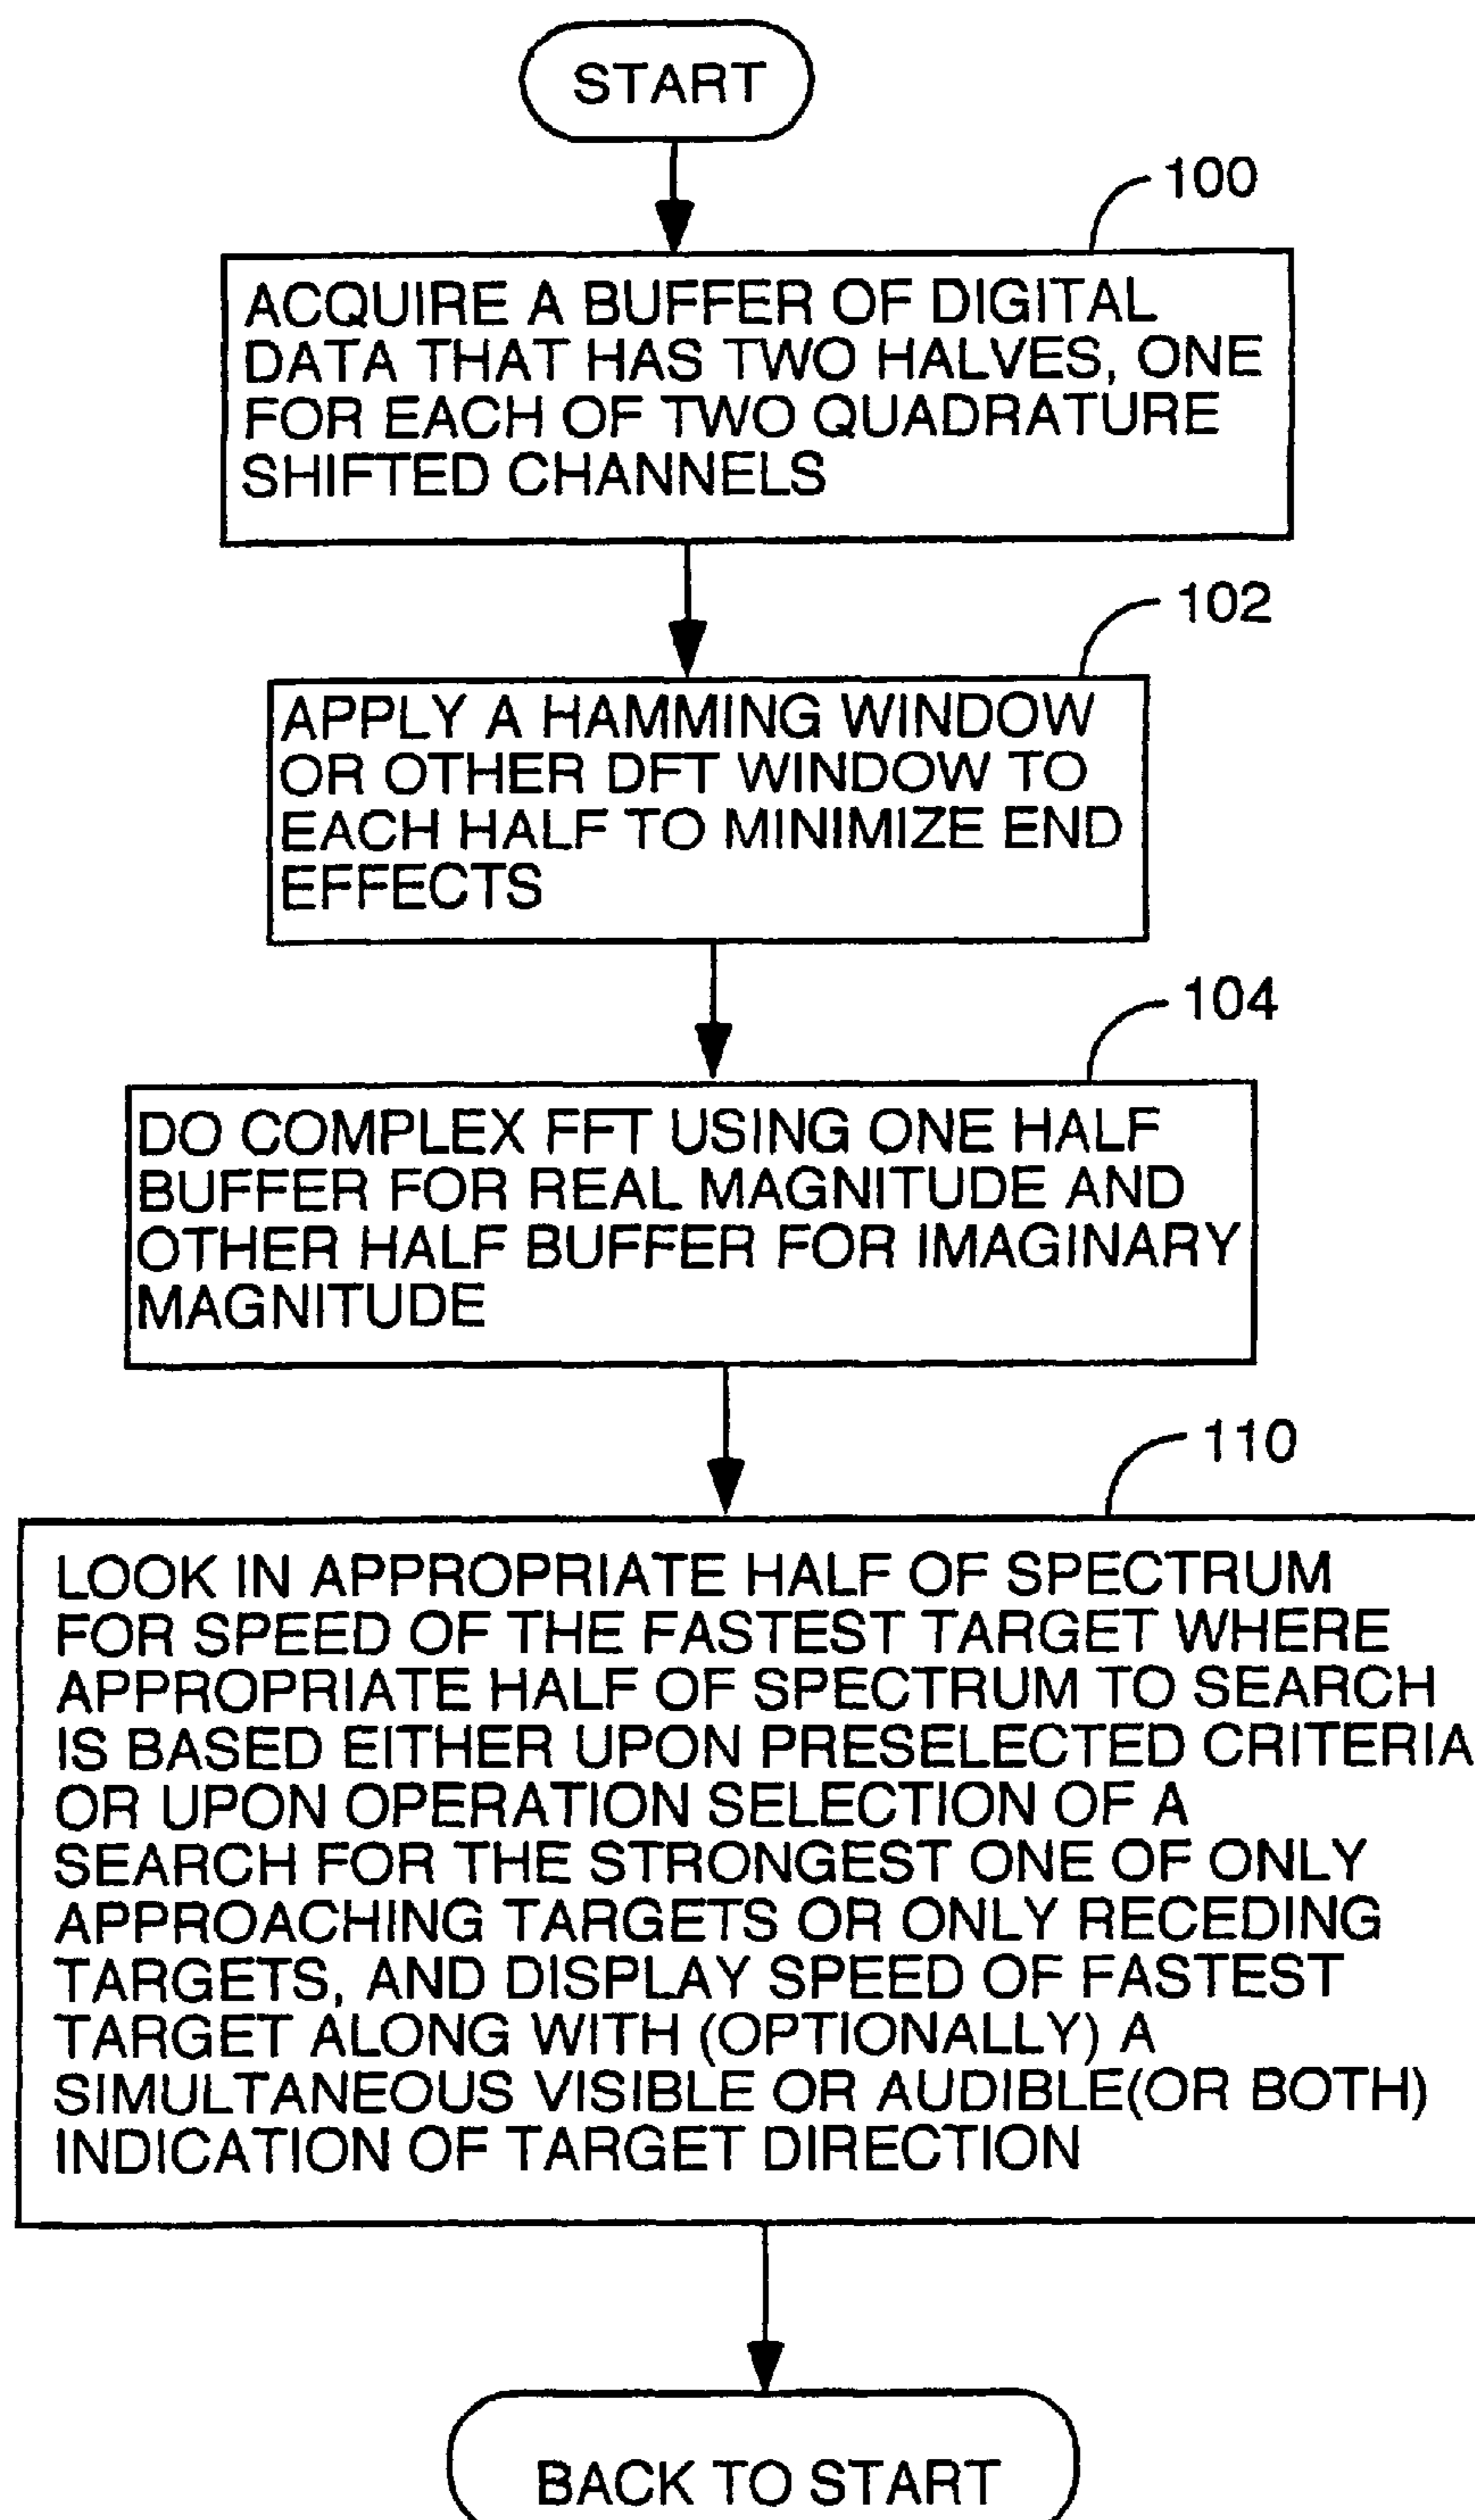 START
100
ACQUIRE A BUFFER OF DIGITAL
DATA THAT HAS TWO HALVES, ONE
FOR EACH OF TWO QUADRATURE
SHIFTED CHANNELS
102
APPLY A HAMMING WINDOW
OR OTHER DFT WINDOW TO
EACH HALF TO MINIMIZE END
EFFECTS
104
DO COMPLEX FFT USING ONE HALF
BUFFER FOR REAL MAGNITUDE AND
OTHER HALF BUFFER FOR IMAGINARY
MAGNITUDE
110
LOOK IN APPROPRIATE HALF OF SPECTRUM
FOR SPEED OF THE FASTEST TARGET WHERE
APPROPRIATE HALF OF SPECTRUM TO SEARCH
IS BASED EITHER UPON PRESELECTED CRITERIA
OR UPON OPERATION SELECTION OF A
SEARCH FOR THE STRONGEST ONE OF ONLY
APPROACHING TARGETS OR ONLY RECEDING
TARGETS, AND DISPLAY SPEED OF FASTEST
TARGET ALONG WITH (OPTIONALLY) A
SIMULTANEOUS VISIBLE OR AUDIBLE(OR BOTH)
INDICATION OF TARGET DIRECTION
BACK TO START